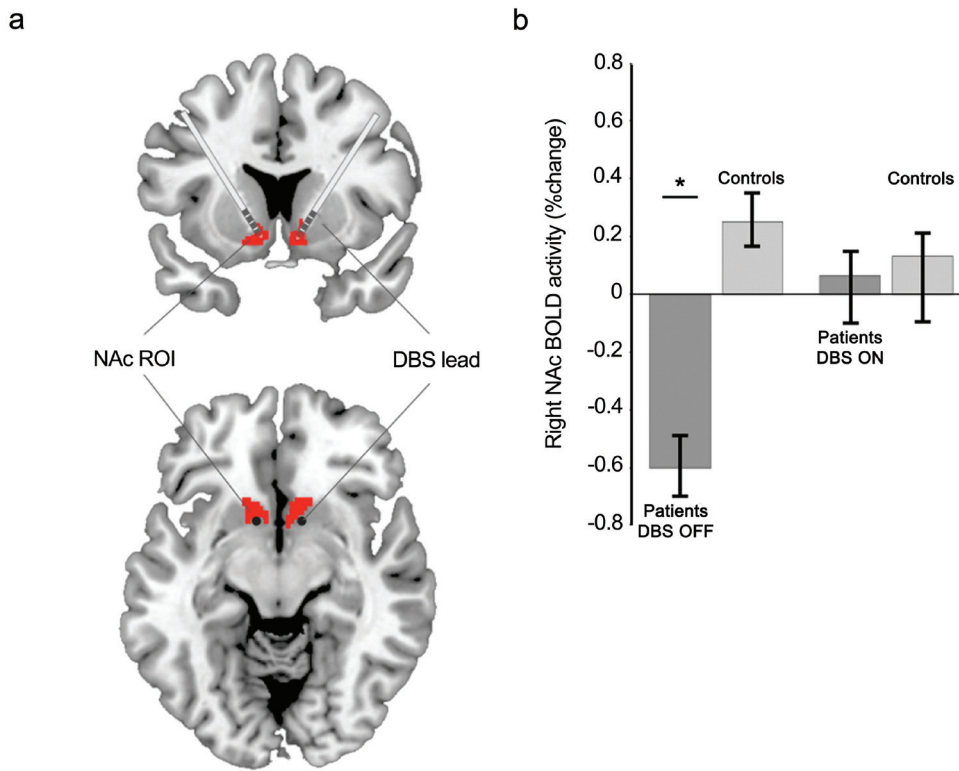 a
NAc ROI
DBS lead
b
Right NAc BOLD activity (%change)
0.8
0.6
0.4
0.2
0
-0.2
-0.4
-0.6
-0.8
*
Controls
Controls
Patients
DBS ON
Patients
DBS OFF